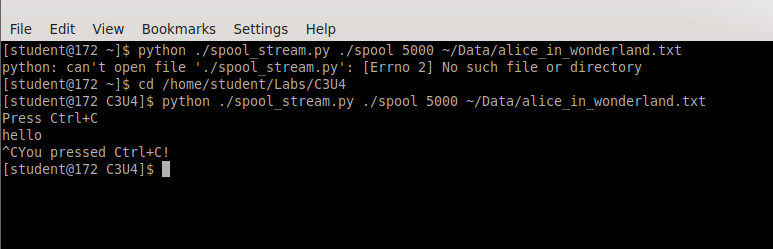 File Edit View Bookmarks Settings Help
[student@172 ~]$ python ./spool_stream.py ./spool 5000 ~/Data/alice_in_wonderland.txt
python: can't open file './spool_stream.py': [Errno 2] No such file or directory
[student@172 ~]$ cd /home/student/Labs/C3U4
[student@172 C3U4]$ python ./spool_stream.py ./spool 5000 ~/Data/alice_in_wonderland.txt
Press Ctrl+C
hello
^CYou pressed Ctrl+C!
[student@172 C3U4]$